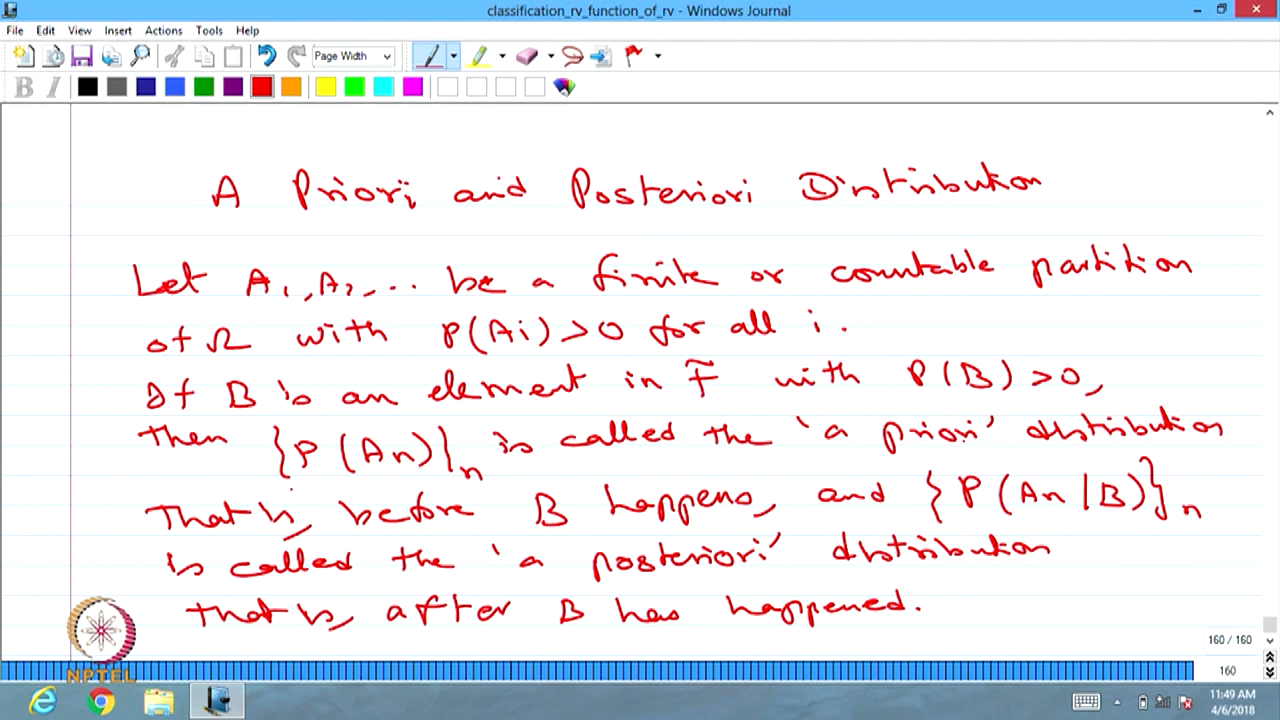 classification_rv_function_of_rv - Windows Journal
File Edit View Insert Actions Tools Help
Page Width
B I
A Priori and Posteriori Distribution
Let A₁, A₂, ... be a finite or countable partition
of Ω with P(Ai) > 0 for all i.
If B is an element in F̃ with P(B) > 0,
then {P(An)}n is called the 'a priori' distribution
That is, before B happens, and {P(An|B)}n
is called the 'a posteriori' distribution
that is, after B has happened.
NPTEL
160 / 160
160
11:49 AM
4/6/2018